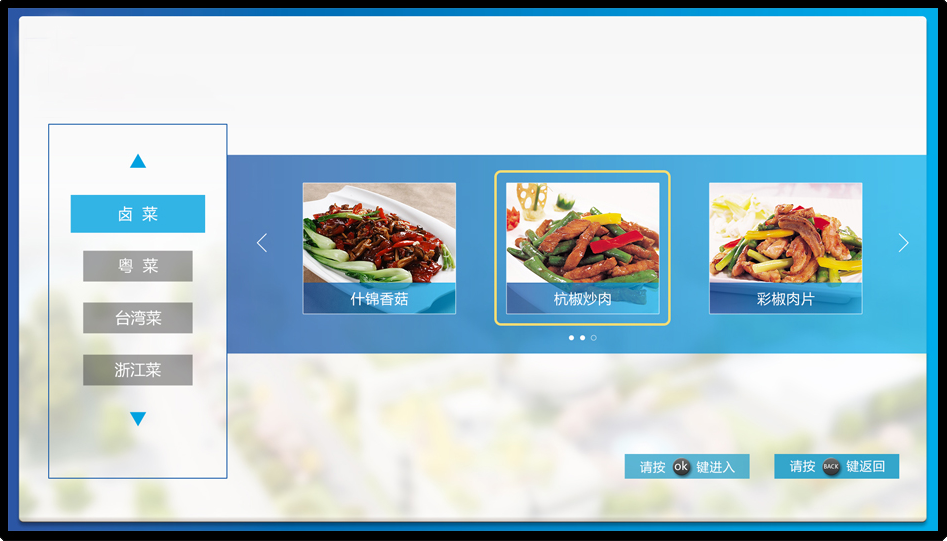 卤 菜
粤 菜
台湾菜
浙江菜
什锦香菇
杭椒炒肉
彩椒肉片
请按 ok 键进入
请按 BACK 键返回